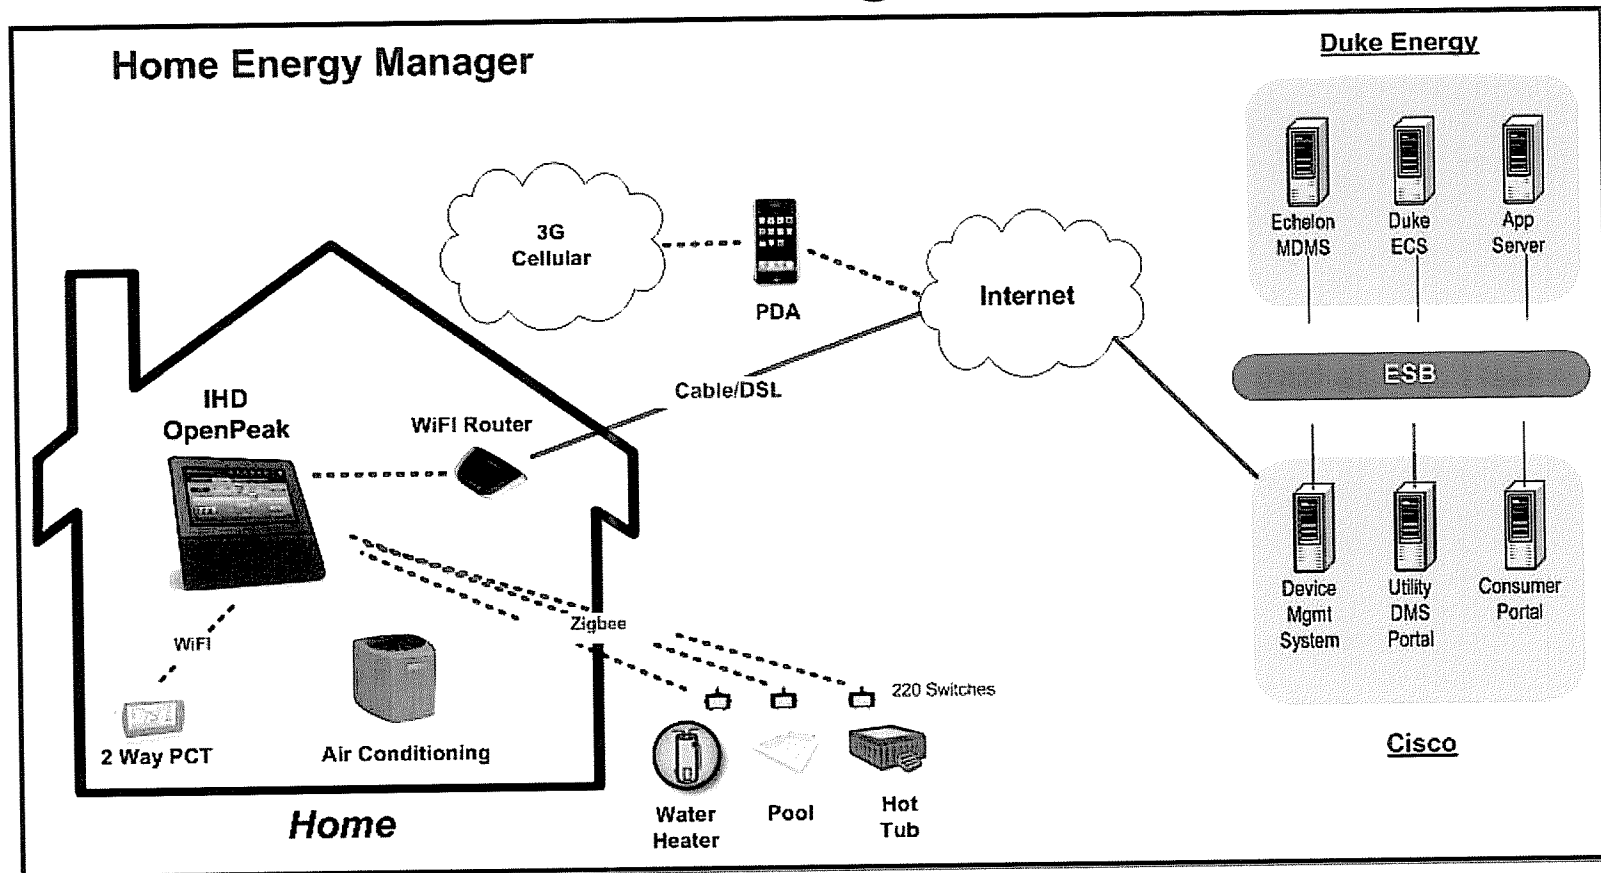 Home Energy Manager
Duke Energy
Echelon
MDMS
Duke
ECS
App
Server
3G
Cellular
PDA
Internet
ESB
Cable/DSL
IHD
OpenPeak
WiFI Router
Device
Mgmt
System
Utility
DMS
Portal
Consumer
Portal
Zigbee
WiFI
220 Switches
2 Way PCT
Air Conditioning
Cisco
Water
Heater
Pool
Hot
Tub
Home